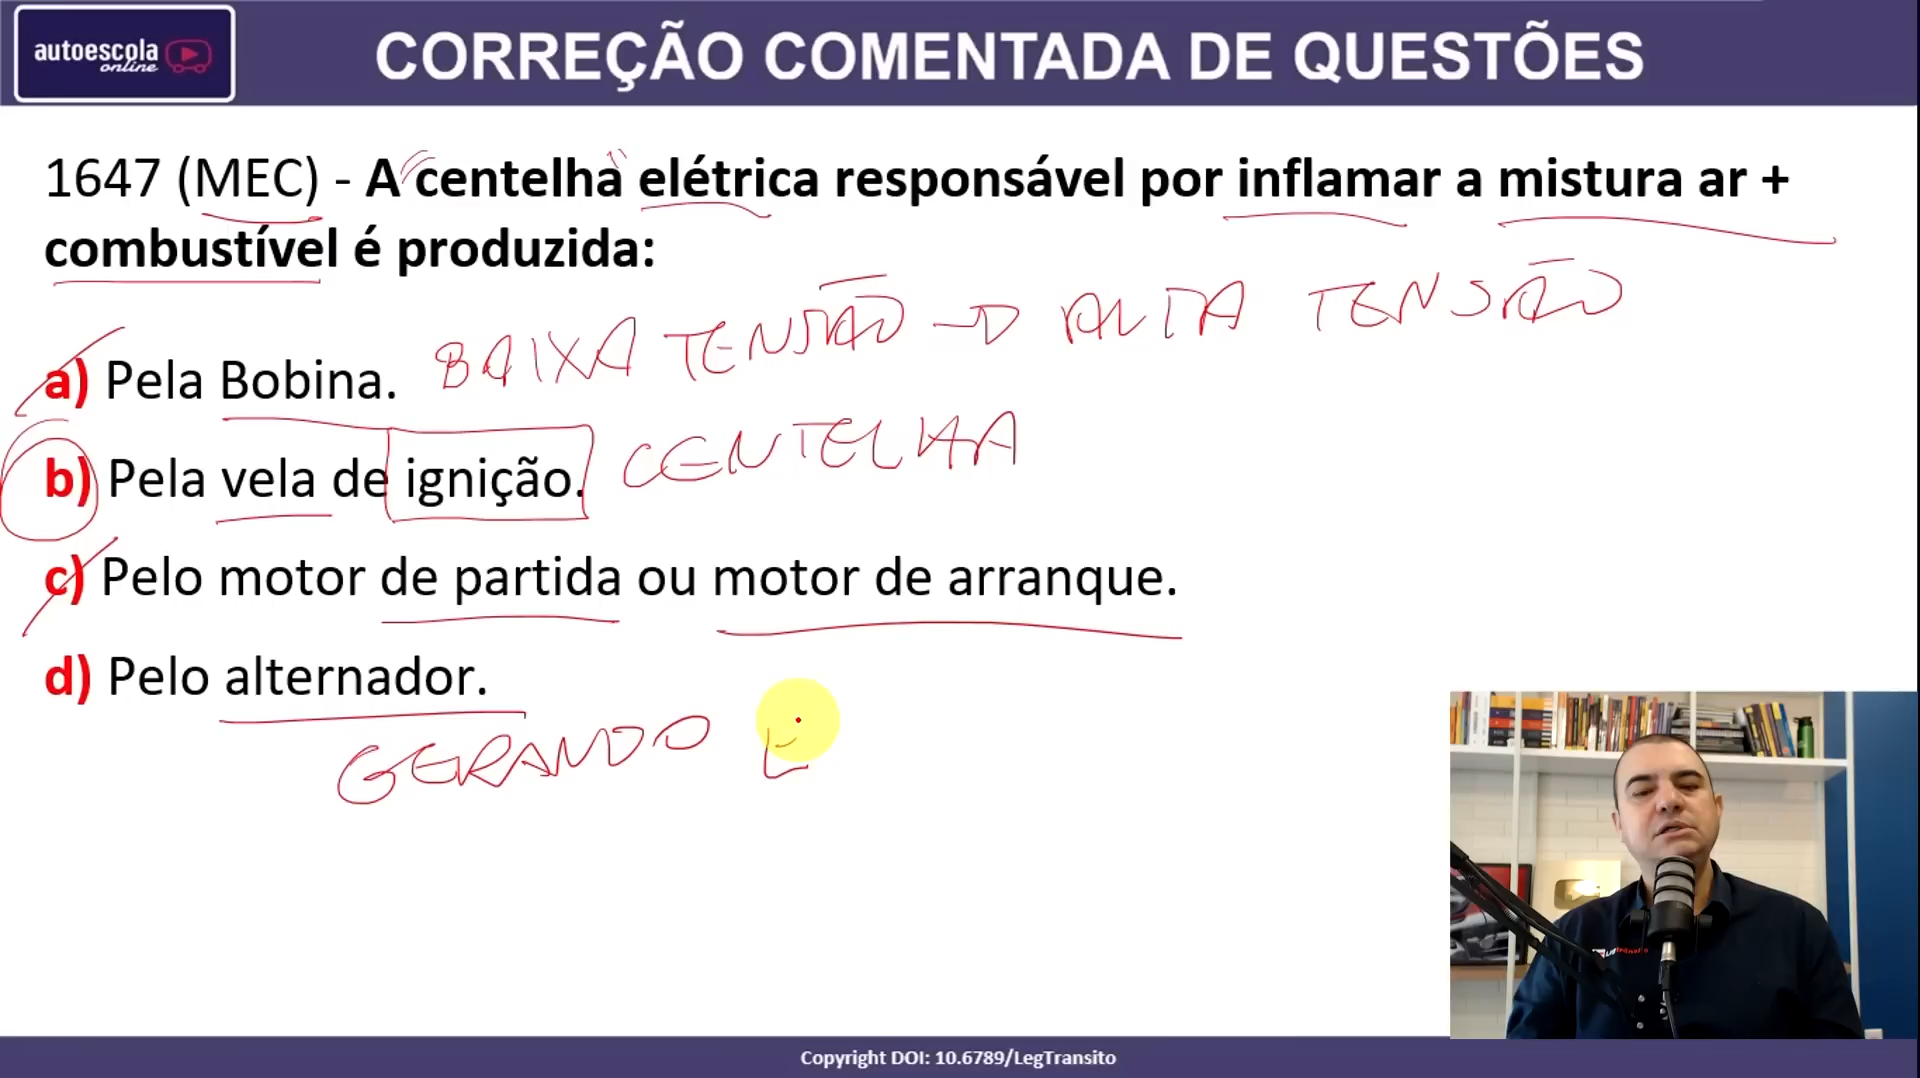 autoescola
online
CORREÇÃO COMENTADA DE QUESTÕES
1647 (MEC) - A centelha elétrica responsável por inflamar a mistura ar +
combustível é produzida:
BAIXA TENSÃO → ALTA TENSÃO
a) Pela Bobina.
b) Pela vela de ignição. CENTELHA
c) Pelo motor de partida ou motor de arranque.
d) Pelo alternador.
GERANDO E
Copyright DOI: 10.6789/LegTransito